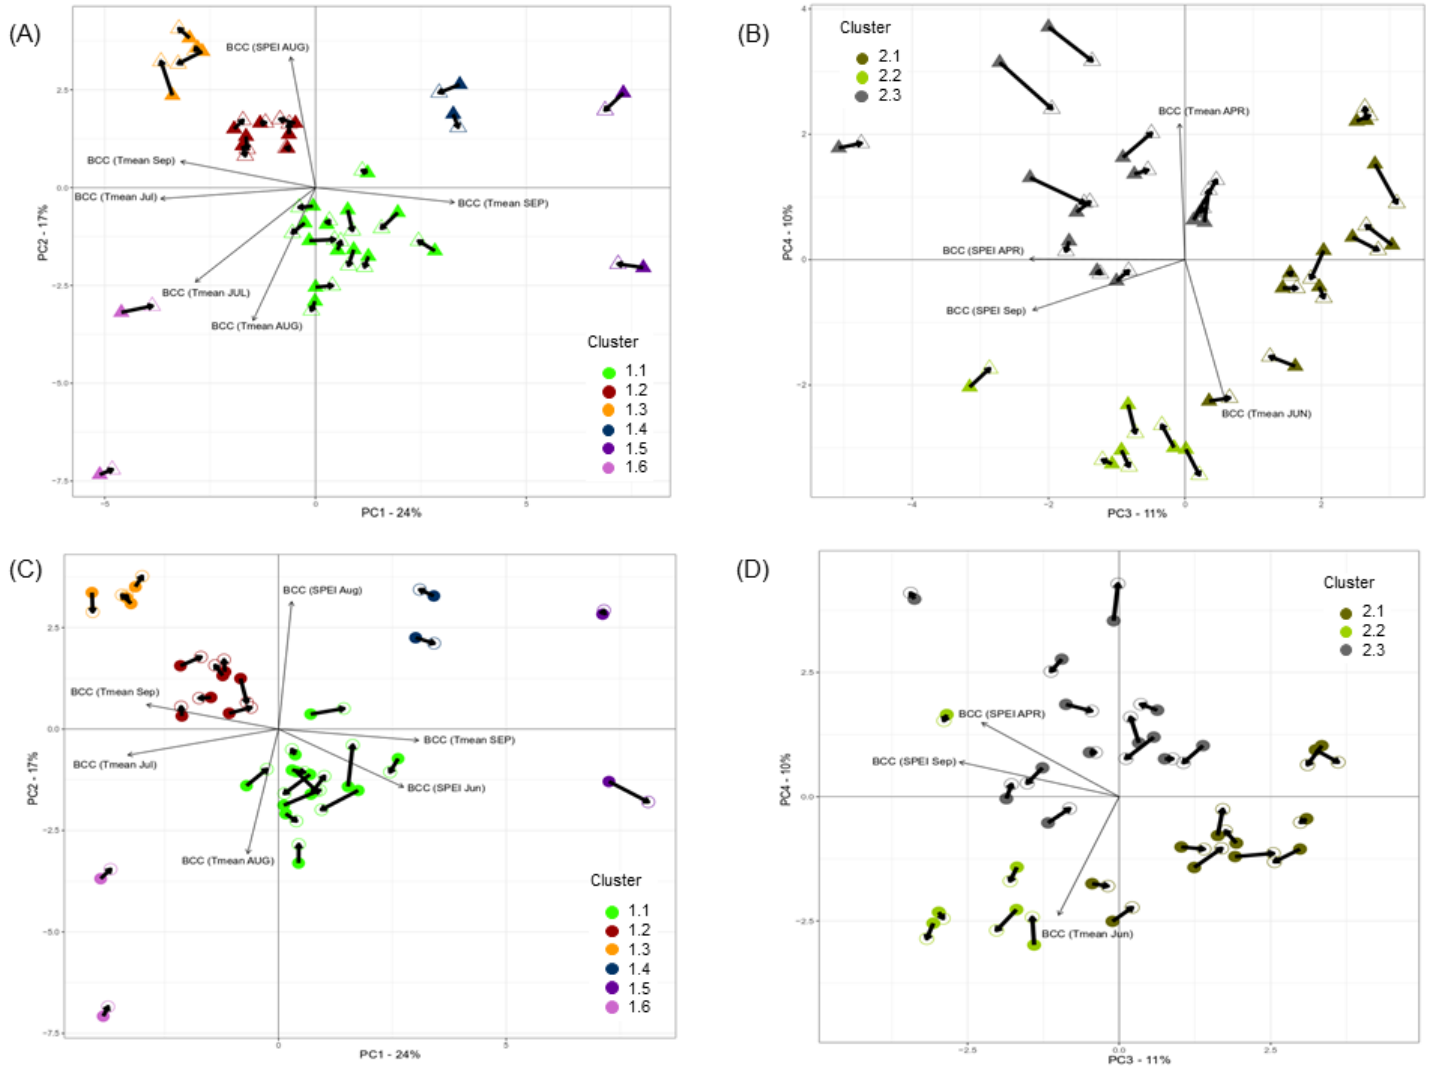 (A)
BCC (SPEI AUG)
2.5
BCC (Tmean Sep)
0.0
BCC (Tmean Jul)
BCC (Tmean SEP)
PC2 - 17%
−2.5
BCC (Tmean JUL)
BCC (Tmean AUG)
Cluster
1.1
−5.0
1.2
1.3
1.4
1.5
1.6
−7.5
−5
0
5
PC1 - 24%
(B)
4
Cluster
2.1
2.2
2.3
BCC (Tmean APR)
2
PC4 - 10%
BCC (SPEI APR)
0
BCC (SPEI Sep)
−2
BCC (Tmean JUN)
−4
−2
0
2
PC3 - 11%
(C)
BCC (SPEI Aug)
2.5
BCC (Tmean Sep)
0.0
BCC (Tmean SEP)
BCC (Tmean Jul)
BCC (SPEI Jun)
PC2 - 17%
−2.5
BCC (Tmean AUG)
Cluster
1.1
1.2
−5.0
1.3
1.4
1.5
1.6
−7.5
0
5
PC1 - 24%
(D)
Cluster
2.1
2.2
2.3
2.5
BCC (SPEI APR)
BCC (SPEI Sep)
PC4 - 10%
0.0
−2.5
BCC (Tmean Jun)
−2.5
0.0
2.5
PC3 - 11%